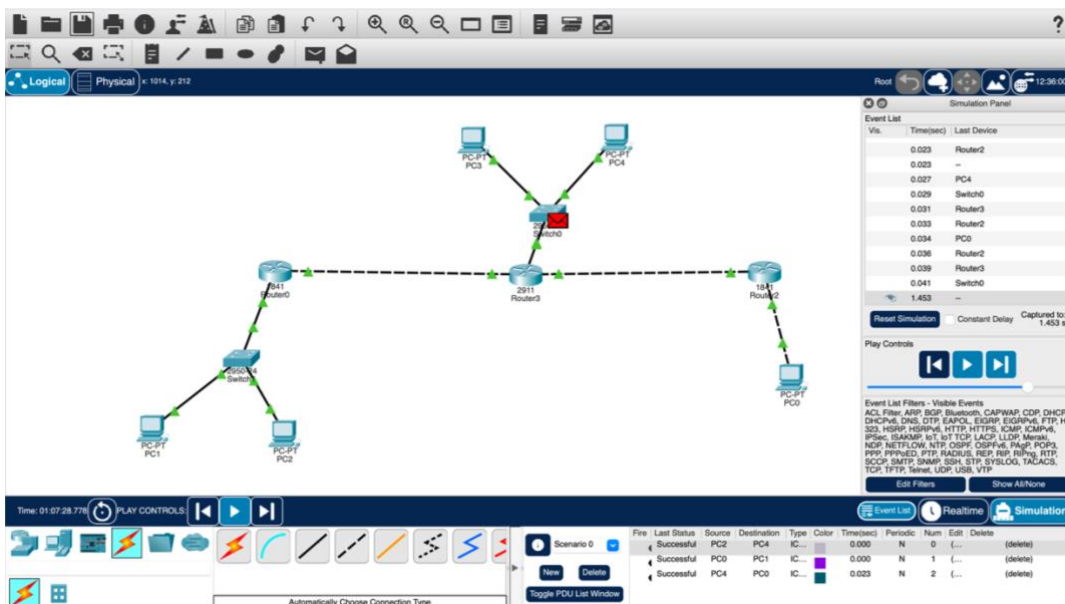 ?
Logical
Physical
x: 1014, y: 212
Root
12:36:00
Simulation Panel
Event List
Vis. Time(sec) Last Device
0.023 Router2
0.023 --
0.027 PC4
0.029 Switch0
0.031 Router3
0.033 Router2
0.034 PC0
0.036 Router2
0.039 Router3
0.041 Switch0
1.453 --
Reset Simulation Constant Delay Captured to:
1.453 s
Play Controls
Event List Filters - Visible Events
ACL Filter, ARP, BGP, Bluetooth, CAPWAP, CDP, DHCP
DHCPv6, DNS, DTP, EAPOL, EIGRP, EIGRPv6, FTP, H
323, HSRP, HSRPv6, HTTP, HTTPS, ICMP, ICMPv6,
IPSec, ISAKMP, IoT, IoT TCP, LACP, LLDP, Meraki,
NDP, NETFLOW, NTP, OSPF, OSPFv6, PAgP, POP3,
PPP, PPPoED, PTP, RADIUS, REP, RIP, RIPng, RTP,
SCCP, SMTP, SNMP, SSH, STP, SYSLOG, TACACS,
TCP, TFTP, Telnet, UDP, USB, VTP
Edit Filters
Show All/None
PC-PT
PC3
PC-PT
PC4
Switch0
1841
Router0
2911
Router3
1841
Router2
2950-24
PC-PT
PC0
PC-PT
PC1
PC-PT
PC2
Time: 01:07:28.778
PLAY CONTROLS:
Event List
Realtime
Simulation
Automatically Choose Connection Type
Scenario 0
New
Delete
Toggle PDU List Window
Fire Last Status Source Destination Type Color Time(sec) Periodic Num Edit Delete
Successful PC2 PC4 IC... 0.000 N 0 (... (delete)
Successful PC0 PC1 IC... 0.000 N 1 (... (delete)
Successful PC4 PC0 IC... 0.023 N 2 (... (delete)